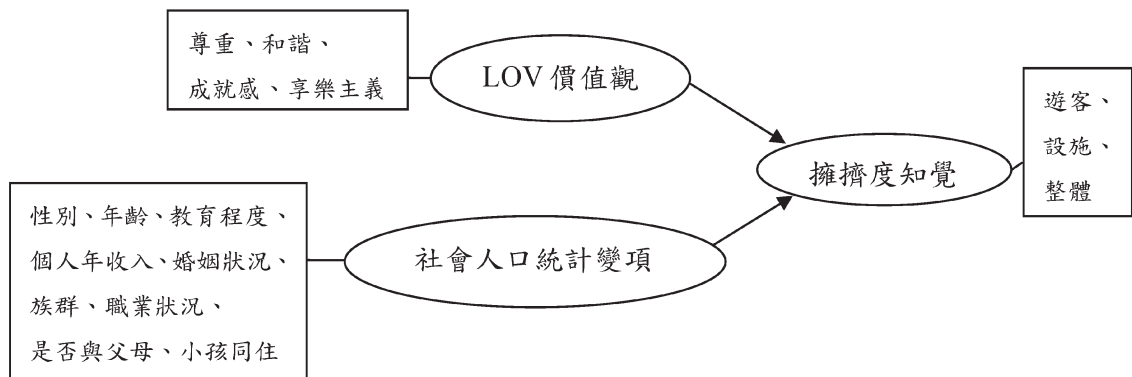 尊重、和諧、
成就感、享樂主義
LOV 價值觀
遊客、
設施、
整體
擁擠度知覺
性別、年齡、教育程度、
個人年收入、婚姻狀況、
族群、職業狀況、
是否與父母、小孩同住
社會人口統計變項